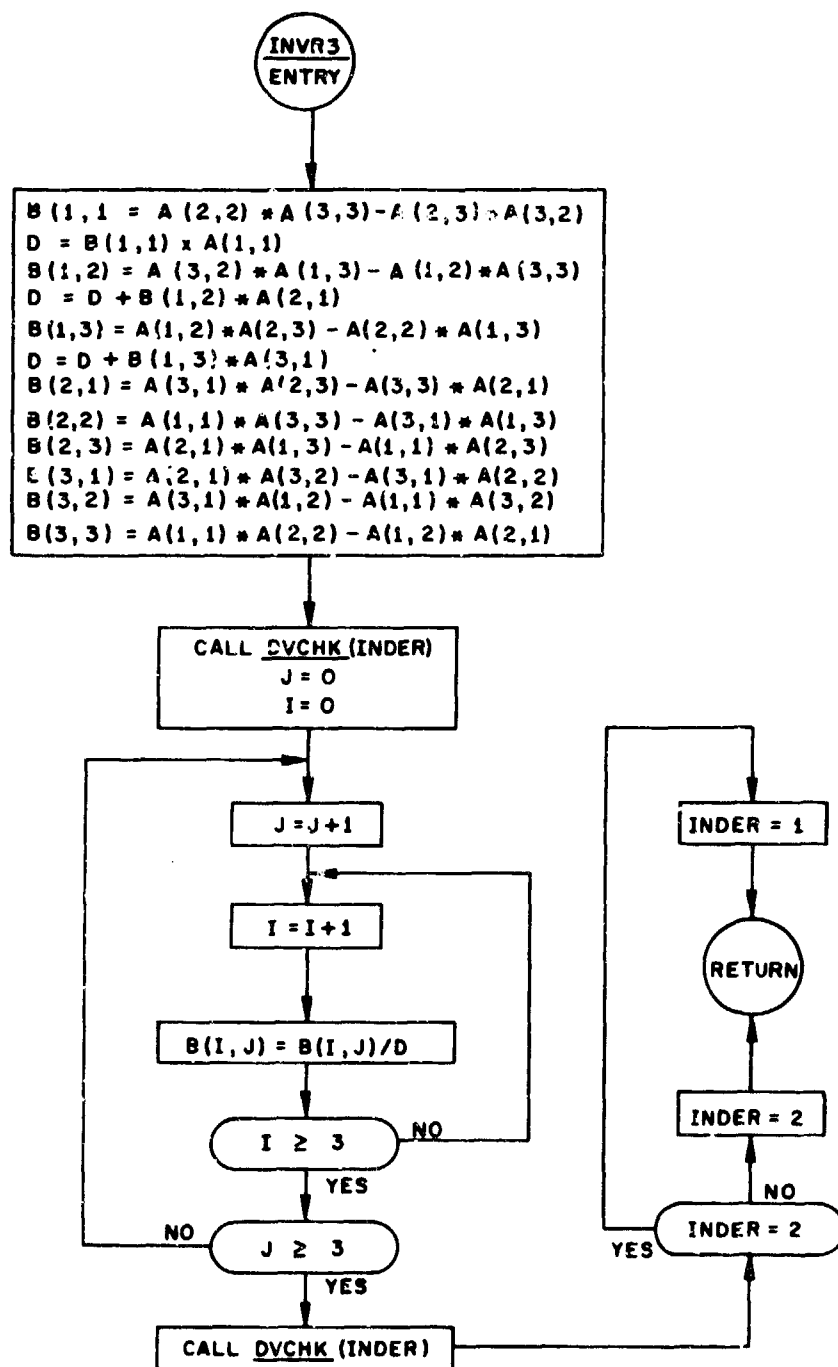 INVR3
ENTRY
B(1,1 = A(2,2)*A(3,3)-A(2,3)*A(3,2)
D = B(1,1) x A(1,1)
B(1,2) = A(3,2)*A(1,3)-A(1,2)*A(3,3)
D = D+B(1,2)*A(2,1)
B(1,3) = A(1,2)*A(2,3)-A(2,2)*A(1,3)
D = D+B(1,3)*A(3,1)
B(2,1) = A(3,1)*A(2,3)-A(3,3)*A(2,1)
B(2,2) = A(1,1)*A(3,3)-A(3,1)*A(1,3)
B(2,3) = A(2,1)*A(1,3)-A(1,1)*A(2,3)
B(3,1) = A(2,1)*A(3,2)-A(3,1)*A(2,2)
B(3,2) = A(3,1)*A(1,2)-A(1,1)*A(3,2)
B(3,3) = A(1,1)*A(2,2)-A(1,2)*A(2,1)
CALL DVCHK (INDER)
J = 0
I = 0
J = J+1
I = I+1
B(I,J) = B(I,J)/D
I ≥ 3
NO
YES
J ≥ 3
NO
YES
CALL DVCHK (INDER)
INDER = 1
RETURN
INDER = 2
NO
INDER = 2
YES